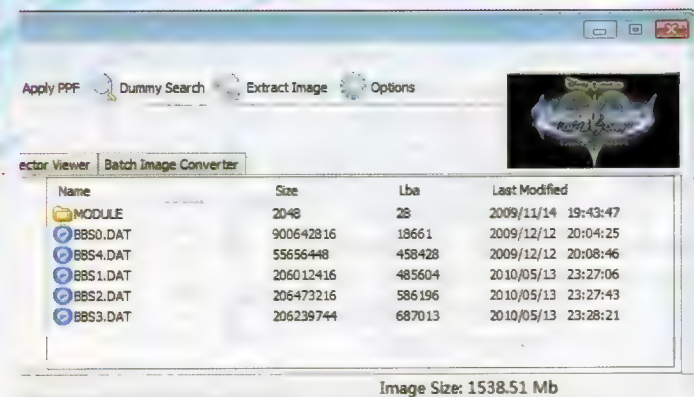 Apply PPF Dummy Search Extract Image Options
ector Viewer Batch Image Converter
Name Size Lba Last Modified
MODULE 2048 28 2009/11/14 19:43:47
BBS0.DAT 900642816 18661 2009/12/12 20:04:25
BBS4.DAT 55656448 458428 2009/12/12 20:08:46
BBS1.DAT 206012416 485604 2010/05/13 23:27:06
BBS2.DAT 206473216 586196 2010/05/13 23:27:43
BBS3.DAT 206239744 687013 2010/05/13 23:28:21
Image Size: 1538.51 Mb